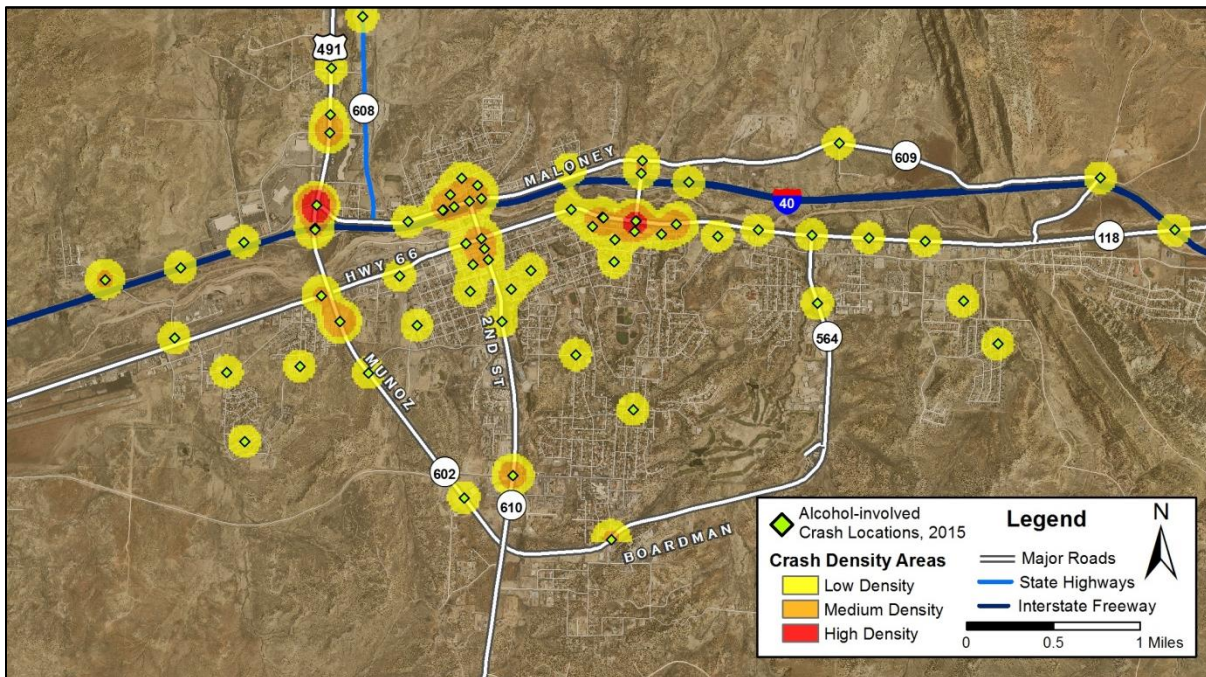 491
608
MALONEY
609
40
HWY 66
118
2ND ST
564
MUNOZ
602
610
BOARDMAN
Alcohol-involved
Crash Locations, 2015
Crash Density Areas
Low Density
Medium Density
High Density
Legend
Major Roads
State Highways
Interstate Freeway
0 0.5 1 Miles
N